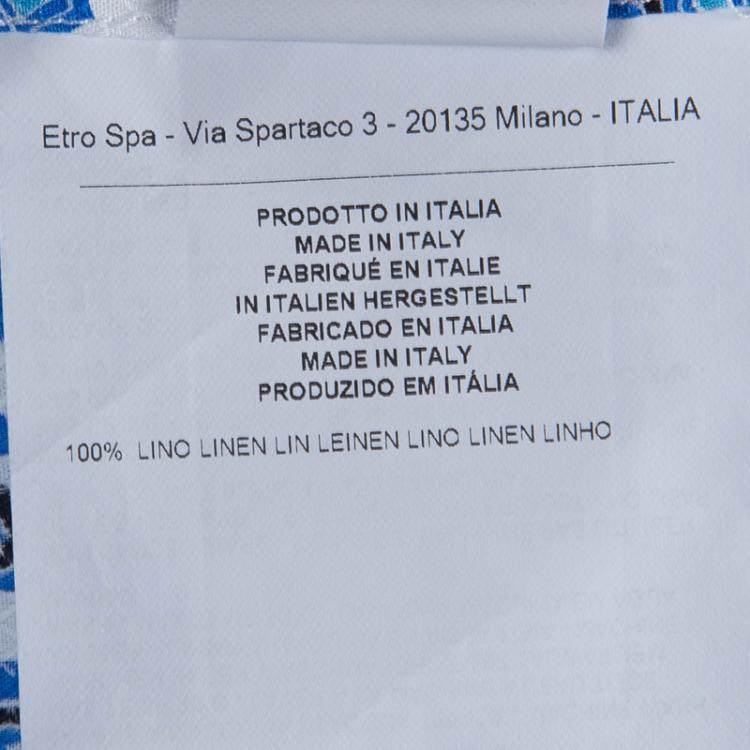 Etro Spa - Via Spartaco 3 - 20135 Milano - ITALIA
PRODOTTO IN ITALIA
MADE IN ITALY
FABRIQUÉ EN ITALIE
IN ITALIEN HERGESTELLT
FABRICADO EN ITALIA
MADE IN ITALY
PRODUZIDO EM ITÁLIA
100% LINO LINEN LIN LEINEN LINO LINEN LINHO